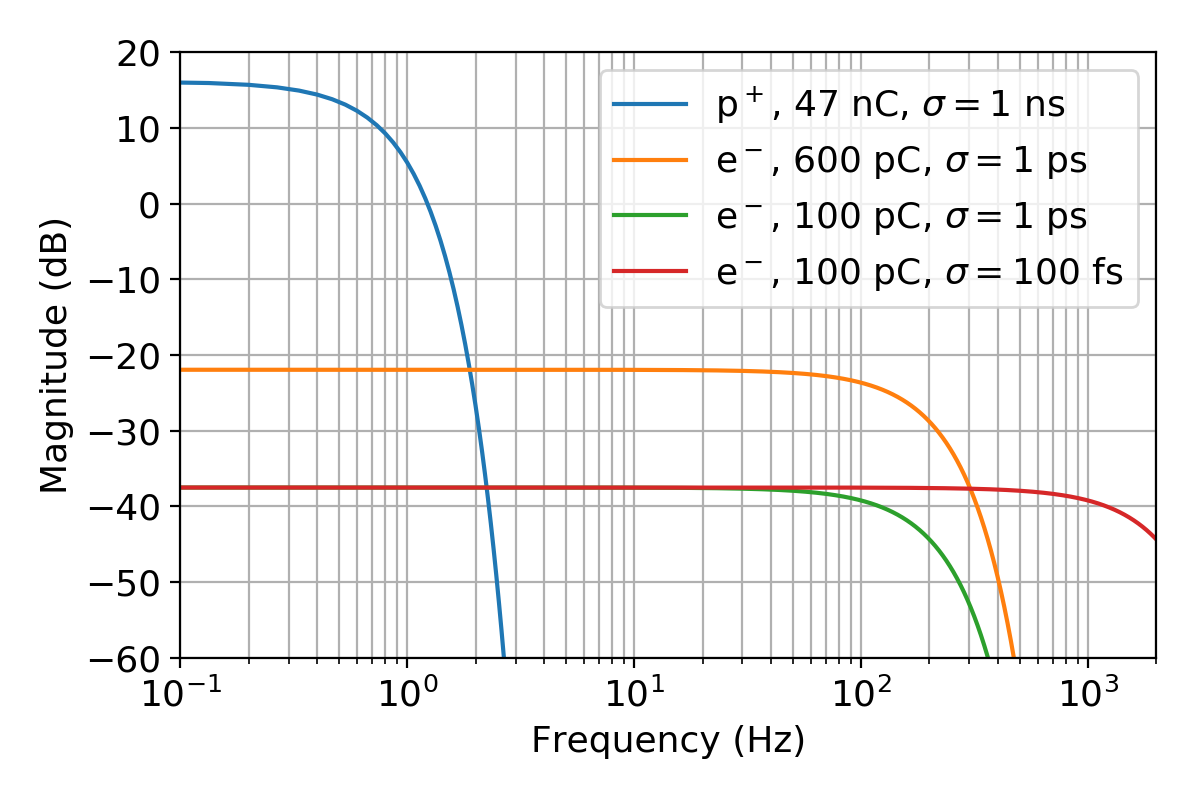 20
10
0
−10
−20
−30
−40
−50
−60
Magnitude (dB)
p⁺, 47 nC, σ = 1 ns
e⁻, 600 pC, σ = 1 ps
e⁻, 100 pC, σ = 1 ps
e⁻, 100 pC, σ = 100 fs
10⁻¹ 10⁰ 10¹ 10² 10³
Frequency (Hz)